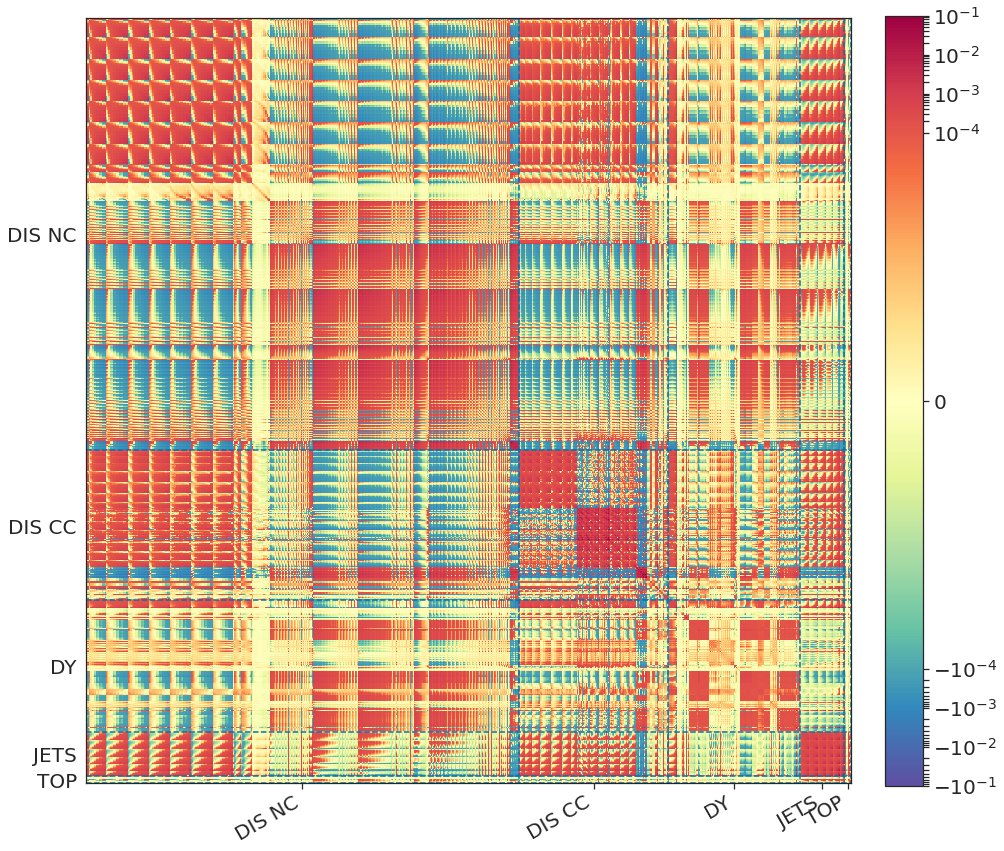 DIS NC
DIS CC
DY
JETS
TOP
DIS NC
DIS CC
DY
JETS
TOP
10⁻¹
10⁻²
10⁻³
10⁻⁴
0
−10⁻⁴
−10⁻³
−10⁻²
−10⁻¹